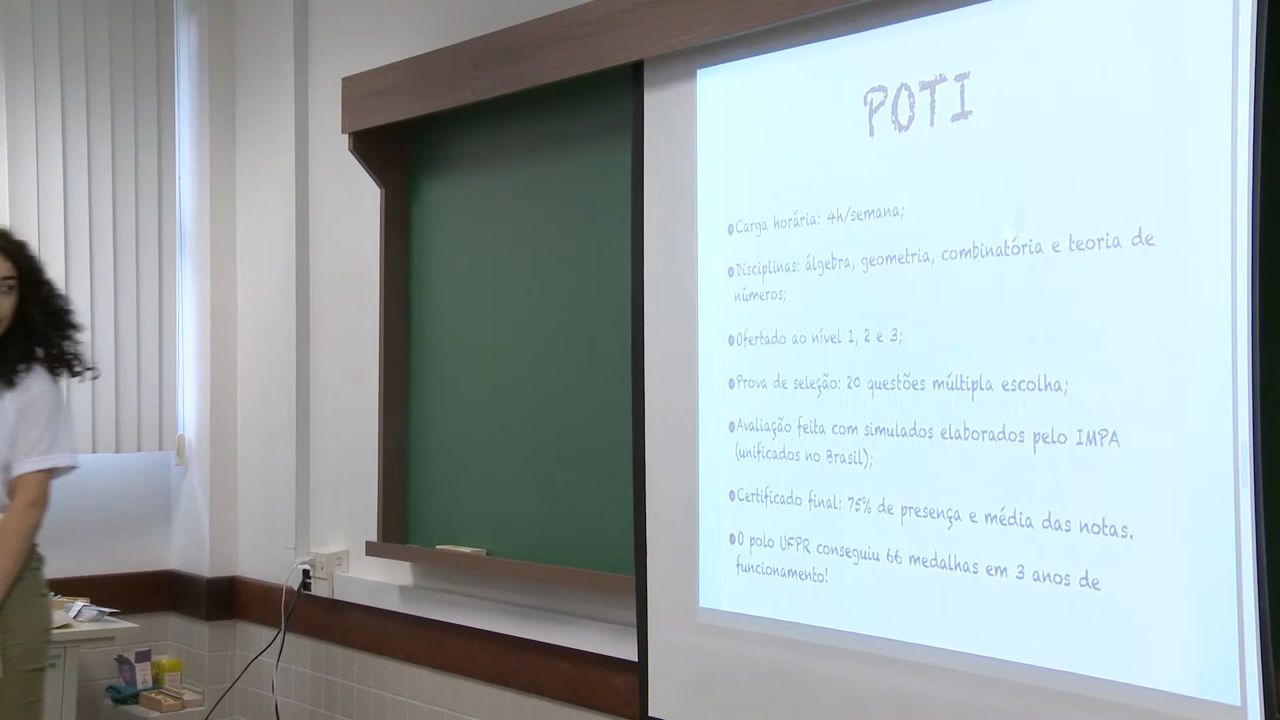 POTI
Carga horária: 4h/semana;
Disciplinas: álgebra, geometria, combinatória e teoria de
números;
Ofertado ao nível 1, 2 e 3;
Prova de seleção: 20 questões múltipla escolha;
Avaliação feita com simulados elaborados pelo IMPA
(unificados no Brasil);
Certificado final: 75% de presença e média das notas.
O polo UFPR conseguiu 66 medalhas em 3 anos de
funcionamento!